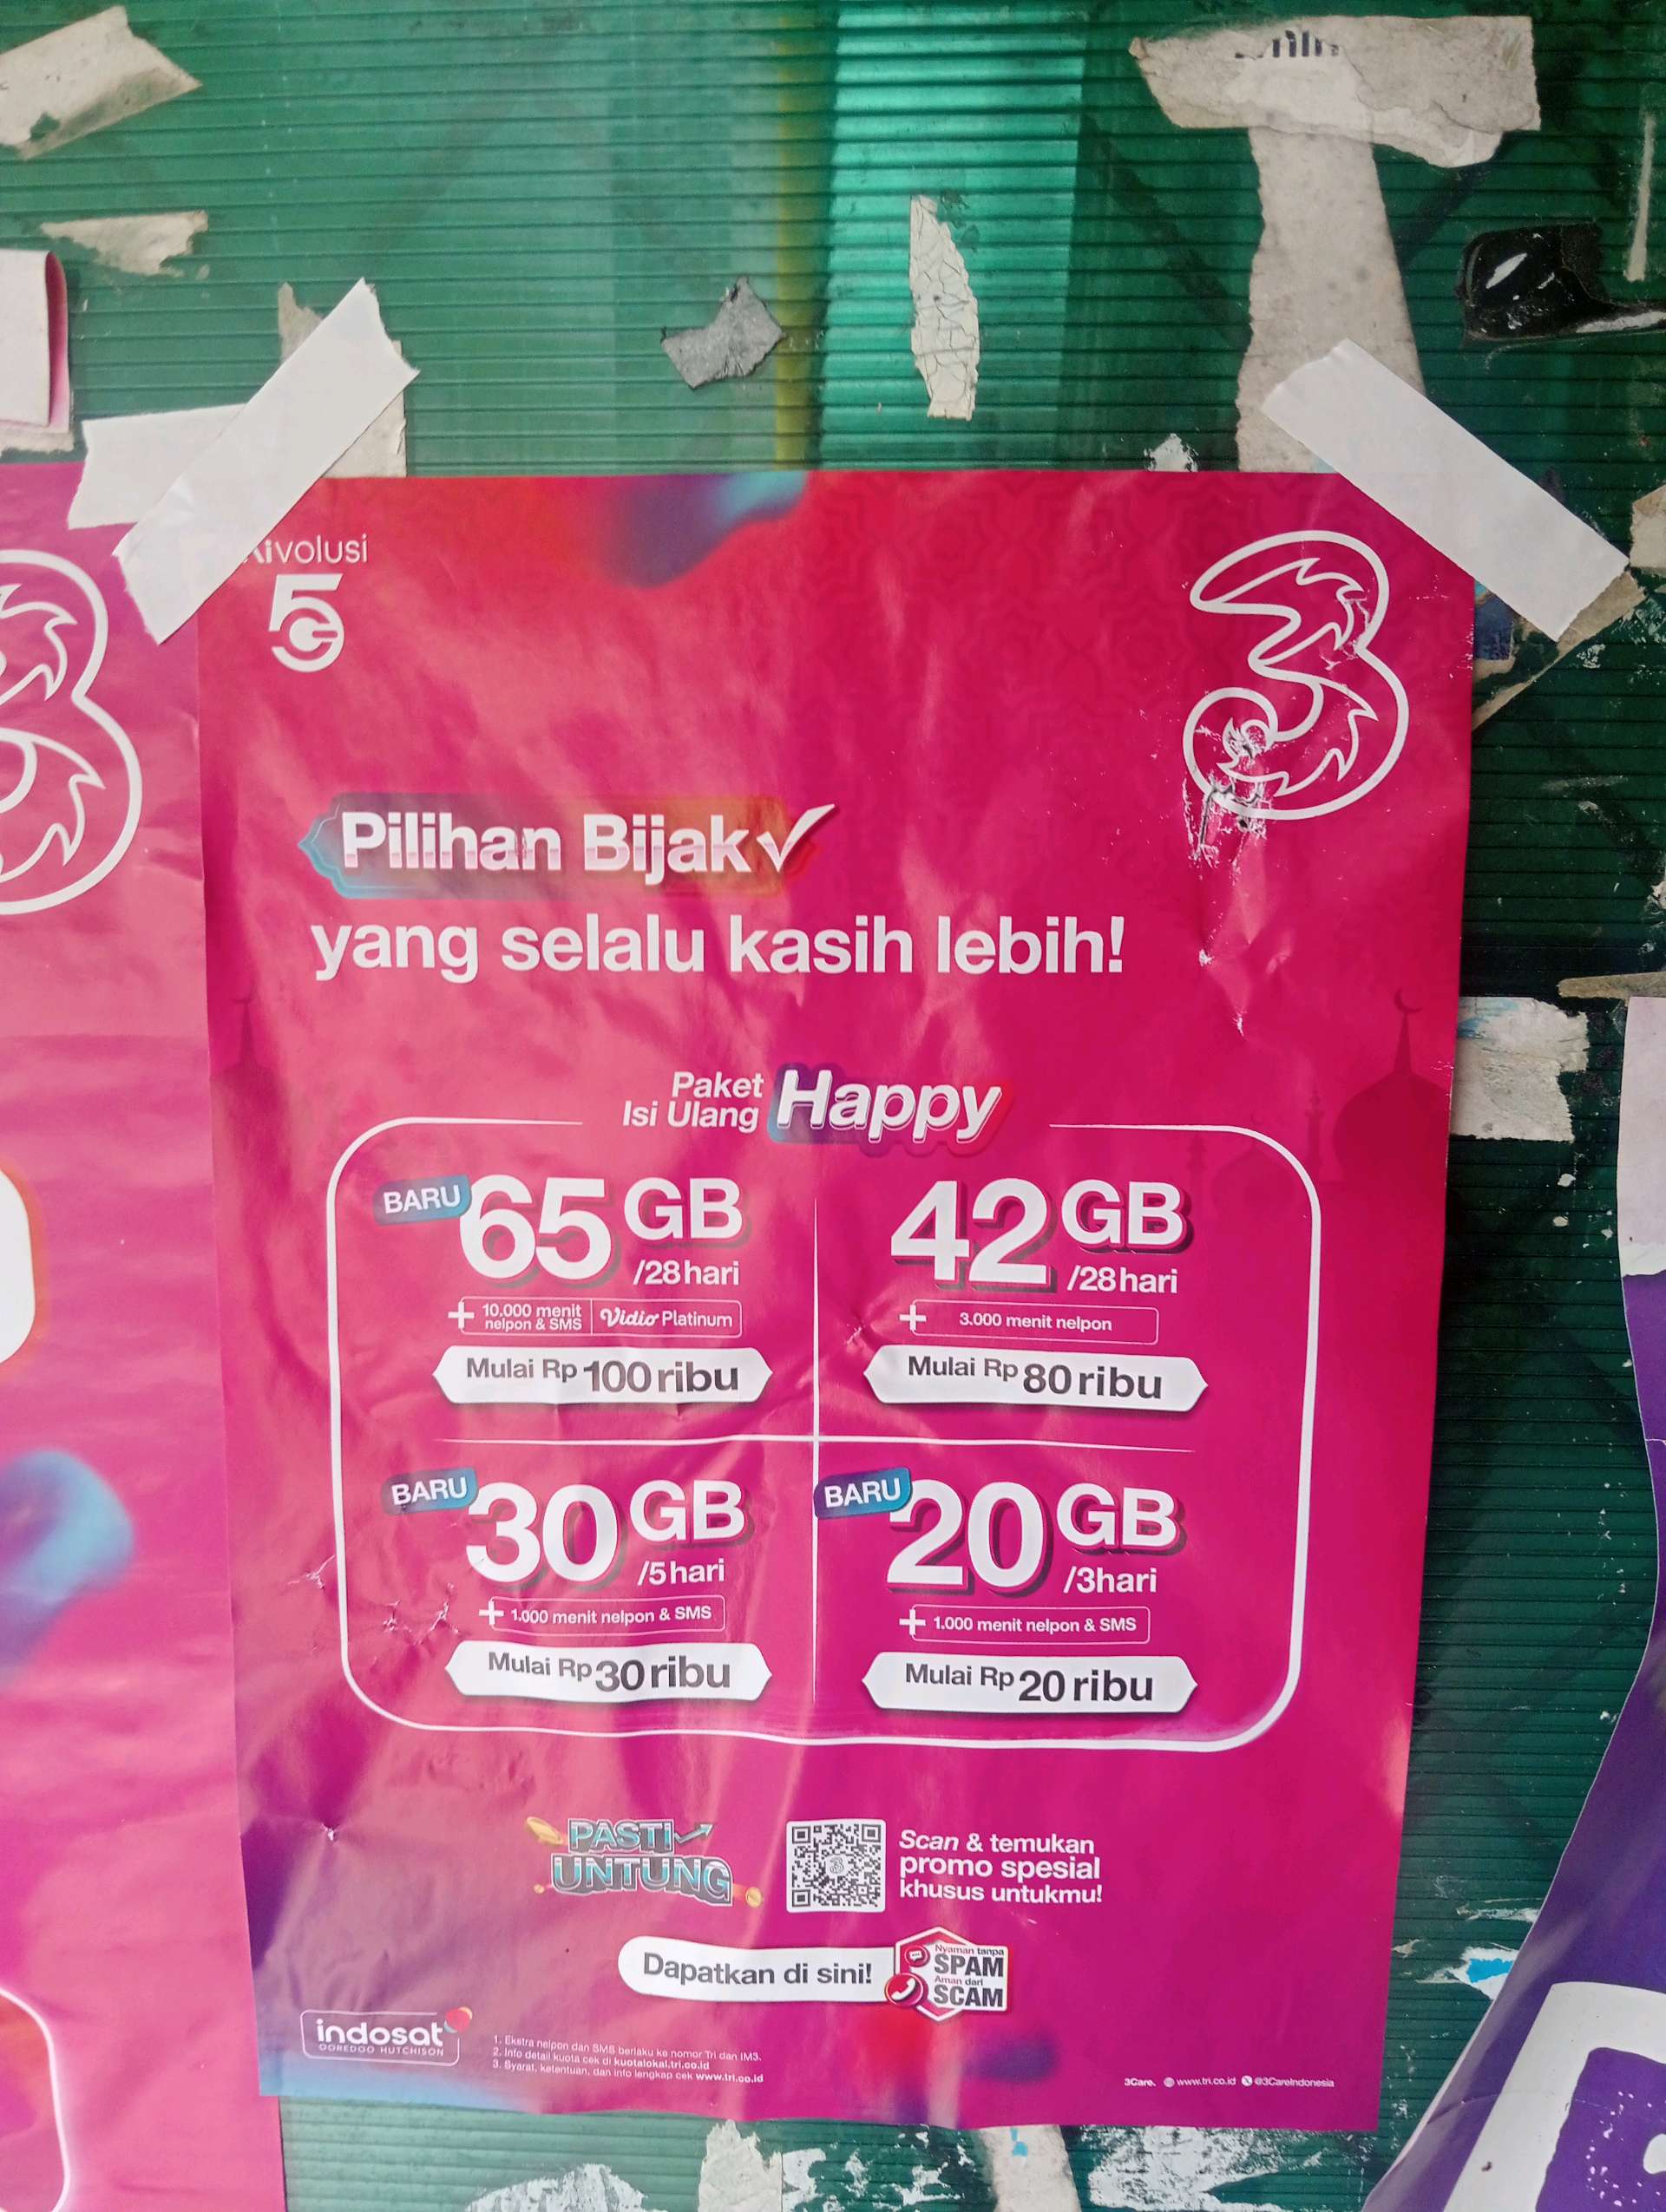 volusi
5G
3
Pilihan Bijak
yang selalu kasih lebih!
Paket
Isi Ulang
Happy
BARU
65 GB
/28 hari
+ 10.000 menit
nelpon & SMS
Vidio Platinum
Mulai Rp 100 ribu
42 GB
/28 hari
+ 3.000 menit nelpon
Mulai Rp 80 ribu
BARU
30 GB
/5 hari
+ 1.000 menit nelpon & SMS
Mulai Rp 30 ribu
BARU
20 GB
/3hari
+ 1.000 menit nelpon & SMS
Mulai Rp 20 ribu
PASTI
UNTUNG
Scan & temukan
promo spesial
khusus untukmu!
Dapatkan di sini!
Nyaman tanpa
SPAM
Aman dari
SCAM
indosat
OOREDOO HUTCHISON
1. Ekstra nelpon dan SMS berlaku ke nomor Tri dan IM3.
2. Info detail kuota cek di kuotalokal.tri.co.id
3. Syarat, ketentuan, dan info lengkap cek www.tri.co.id
3Care. www.tri.co.id @3CareIndonesia